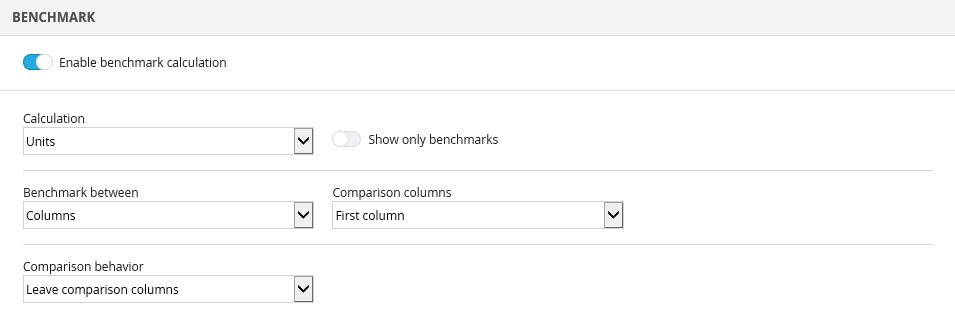 BENCHMARK
Enable benchmark calculation
Calculation
Units
Show only benchmarks
Benchmark between
Comparison columns
Columns
First column
Comparison behavior
Leave comparison columns